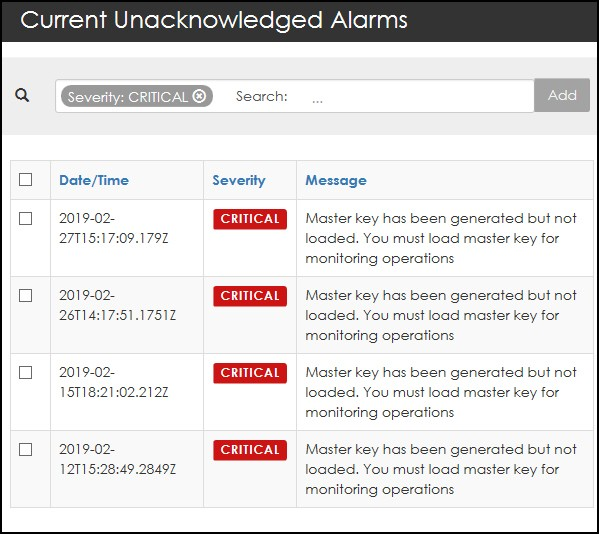 Current Unacknowledged Alarms
Severity: CRITICAL Search: ... Add
Date/Time Severity Message
2019-02- CRITICAL Master key has been generated but not
27T15:17:09.179Z loaded. You must load master key for
monitoring operations
2019-02- CRITICAL Master key has been generated but not
26T14:17:51.1751Z loaded. You must load master key for
monitoring operations
2019-02- CRITICAL Master key has been generated but not
15T18:21:02.212Z loaded. You must load master key for
monitoring operations
2019-02- CRITICAL Master key has been generated but not
12T15:28:49.2849Z loaded. You must load master key for
monitoring operations